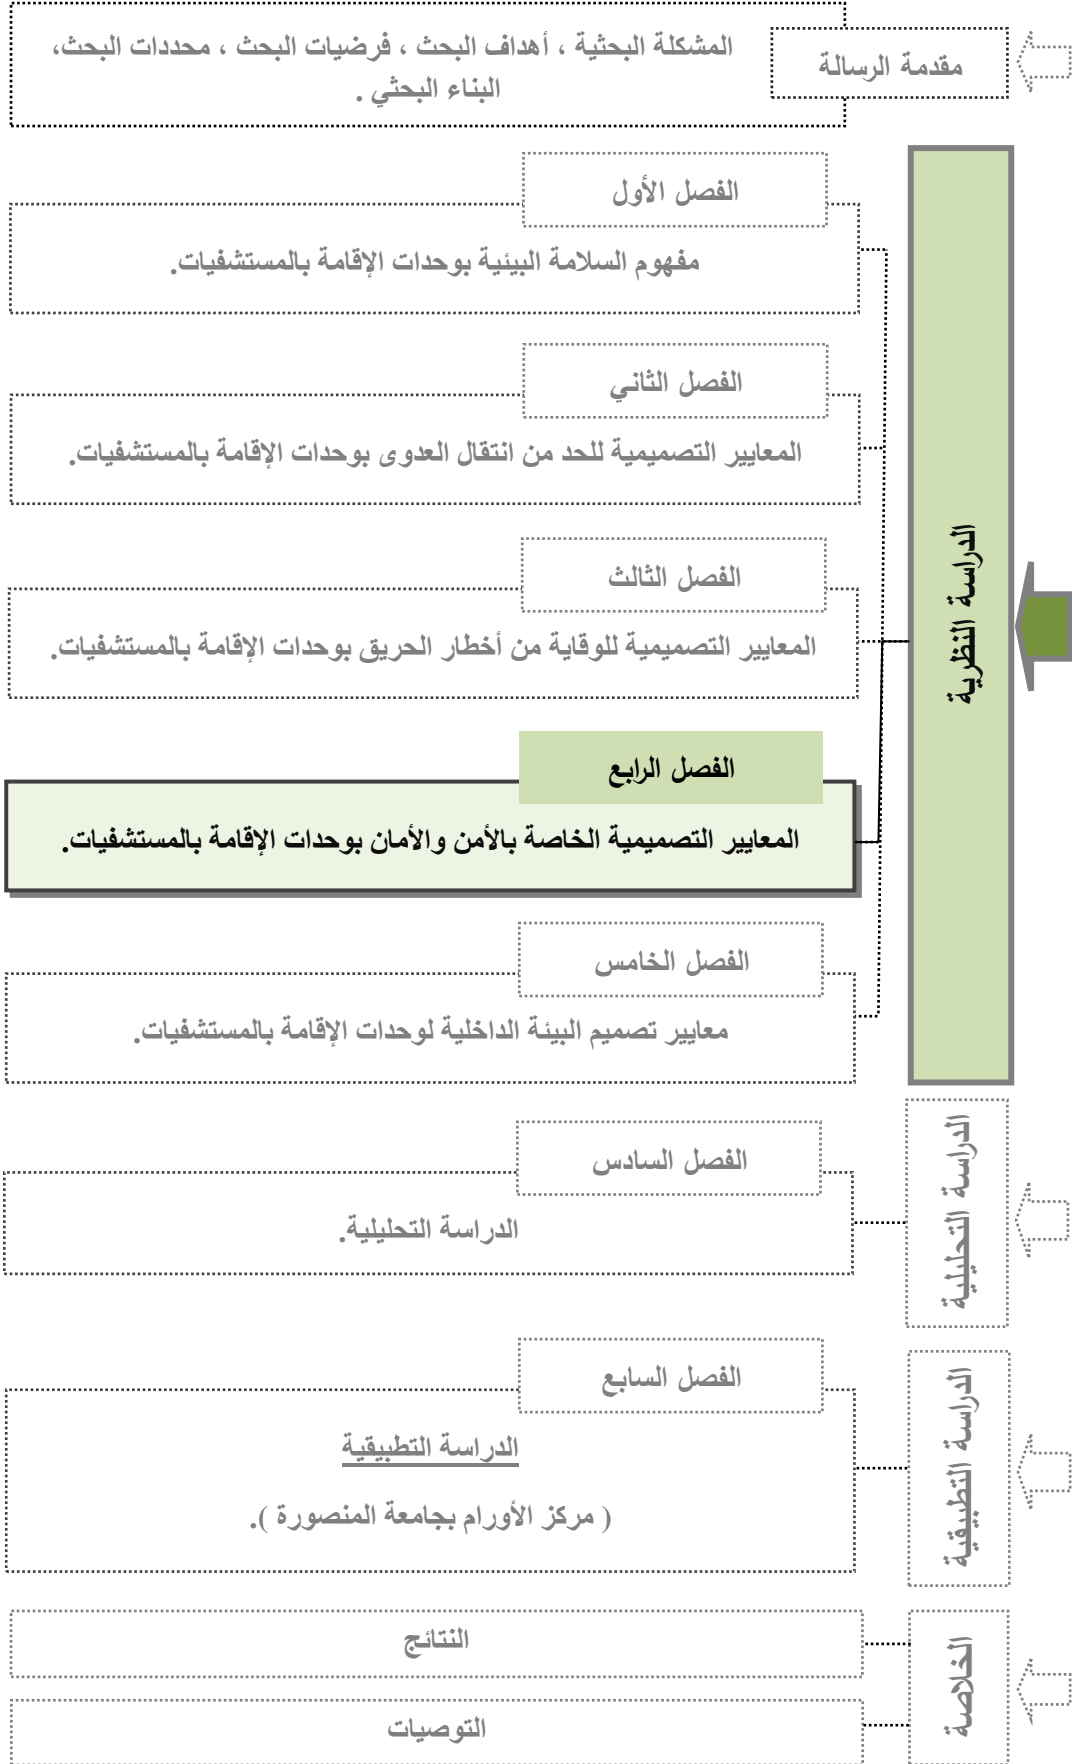 مقدمة الرسالة
المشكلة البحثية ، أهداف البحث ، فرضيات البحث ، محددات البحث،
البناء البحثي .
الدراسة النظرية
الفصل الأول
مفهوم السلامة البيئية بوحدات الإقامة بالمستشفيات.
الفصل الثاني
المعايير التصميمية للحد من انتقال العدوى بوحدات الإقامة بالمستشفيات.
الفصل الثالث
المعايير التصميمية للوقاية من أخطار الحريق بوحدات الإقامة بالمستشفيات.
الفصل الرابع
المعايير التصميمية الخاصة بالأمن والأمان بوحدات الإقامة بالمستشفيات.
الفصل الخامس
معايير تصميم البيئة الداخلية لوحدات الإقامة بالمستشفيات.
الدراسة التحليلية
الفصل السادس
الدراسة التحليلية.
الدراسة التطبيقية
الفصل السابع
الدراسة التطبيقية
( مركز الأورام بجامعة المنصورة ).
الخلاصة
النتائج
التوصيات